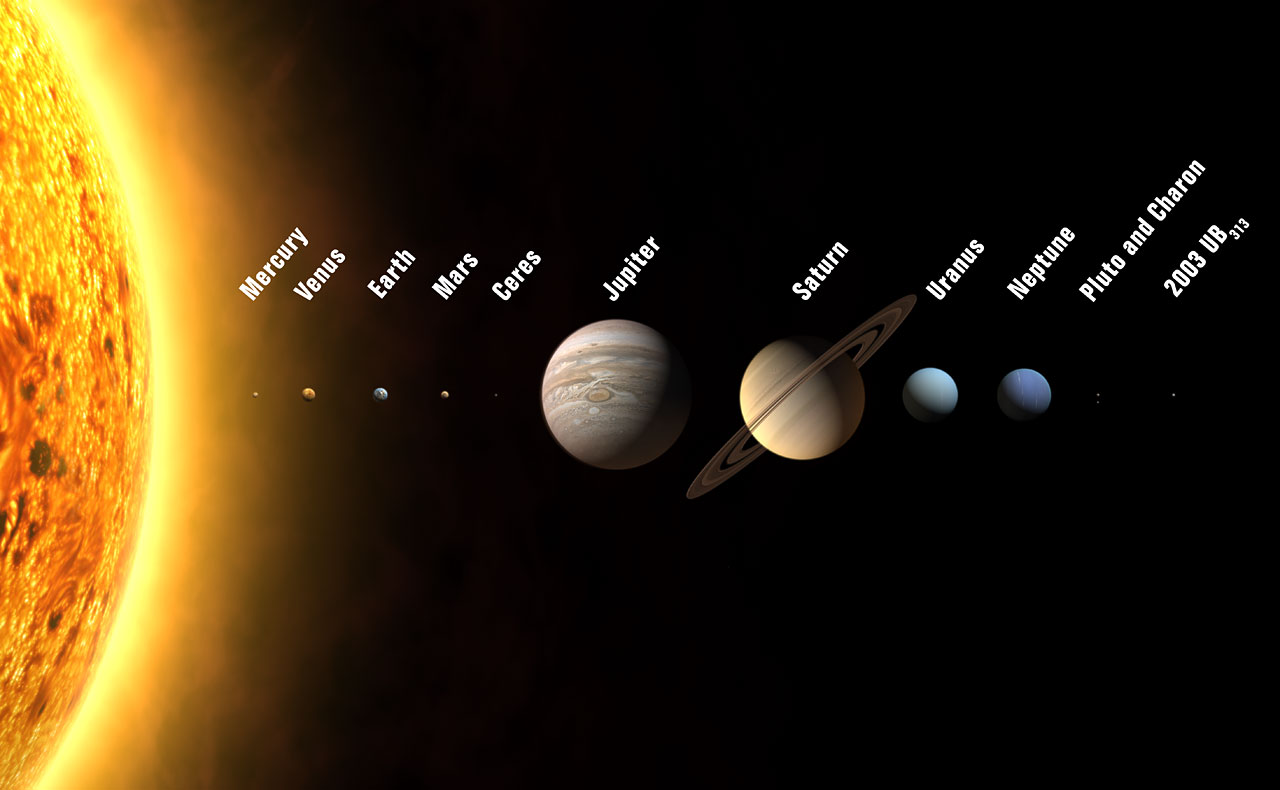 Mercury
Venus
Earth
Mars
Ceres
Jupiter
Saturn
Uranus
Neptune
Pluto and Charon
2003 UB₃₁₃